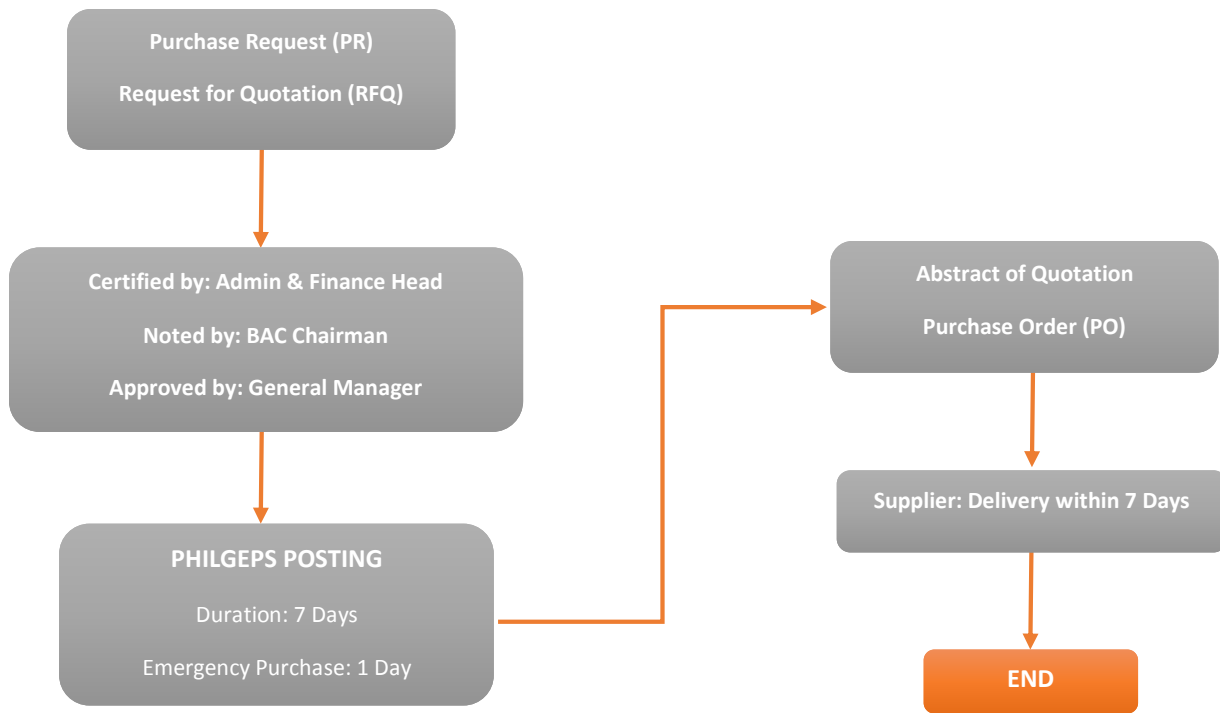 Purchase Request (PR)
Request for Quotation (RFQ)
Certified by: Admin & Finance Head
Noted by: BAC Chairman
Approved by: General Manager
PHILGEPS POSTING
Duration: 7 Days
Emergency Purchase: 1 Day
Abstract of Quotation
Purchase Order (PO)
Supplier: Delivery within 7 Days
END